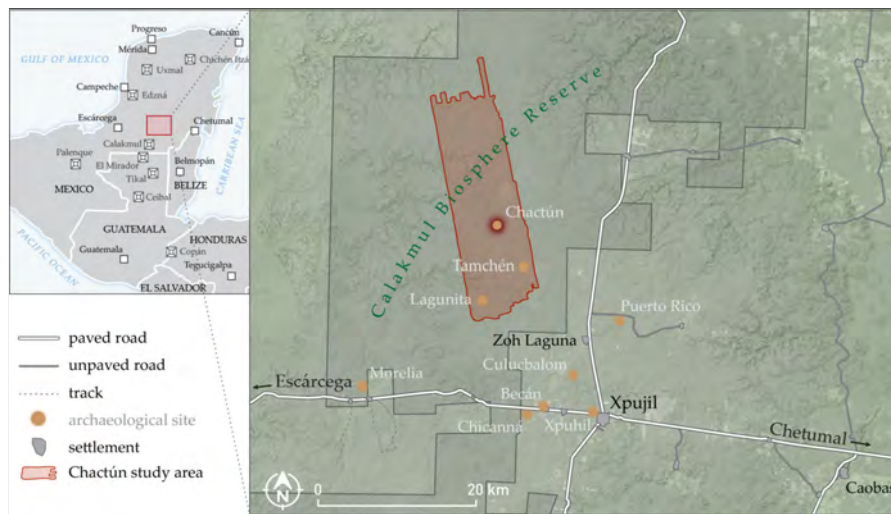 Progreso
Mérida
Cancún
GULF OF MEXICO
Uxmal
Chichén Itzá
Campeche
Edzná
Escárcega
Chetumal
Calakmul
Palenque
El Mirador
Belmopán
Tikal
MEXICO
BELIZE
CARRIBEAN SEA
Ceibal
GUATEMALA
HONDURAS
Guatemala
Copán
PACIFIC OCEAN
Tegucigalpa
EL SALVADOR
paved road
unpaved road
track
archaeological site
settlement
Chactún study area
Calakmul Biosphere Reserve
Chactún
Tamchén
Lagunita
Puerto Rico
Zoh Laguna
Culucbalom
Morelia
Escárcega
Becán
Xpujil
Chicanná
Xpuhil
Chetumal
Caobas
N
0 20 km